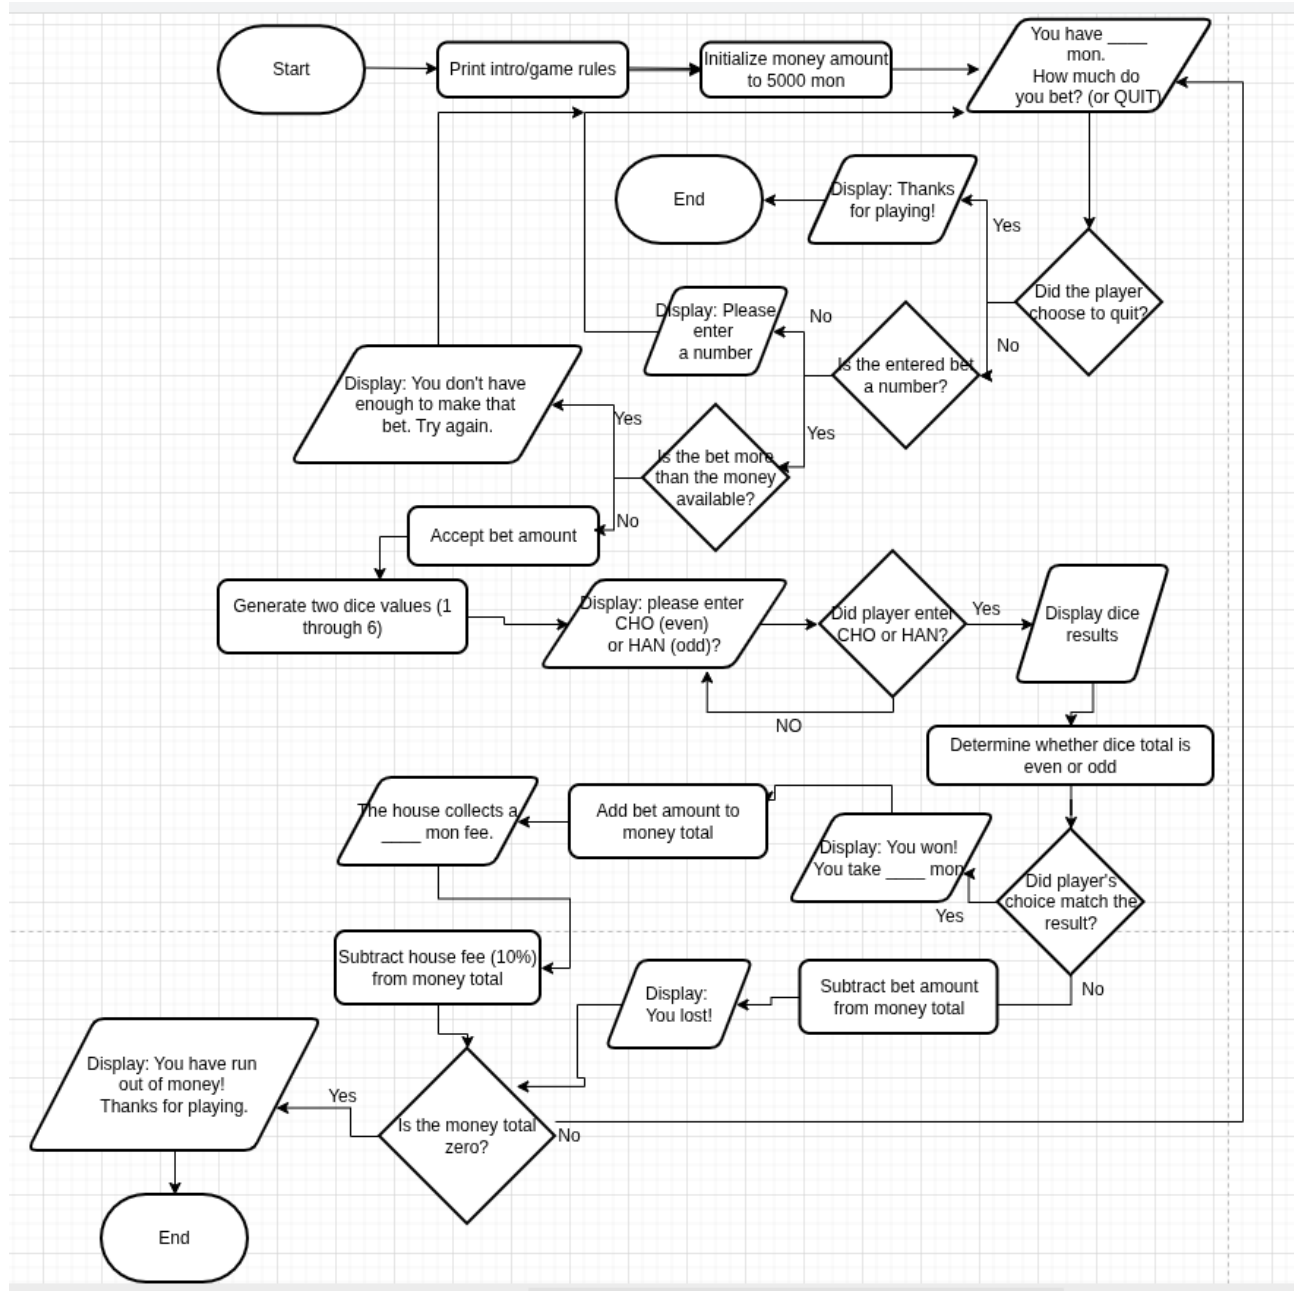 Start
Print intro/game rules
Initialize money amount
to 5000 mon
You have ____
mon.
How much do
you bet? (or QUIT)
End
Display: Thanks
for playing!
Yes
Did the player
choose to quit?
No
Display: Please
enter
a number
No
Is the entered bet
a number?
Yes
Display: You don't have
enough to make that
bet. Try again.
Yes
Is the bet more
than the money
available?
No
Accept bet amount
Generate two dice values (1
through 6)
Display: please enter
CHO (even)
or HAN (odd)?
Did player enter
CHO or HAN?
Yes
Display dice
results
NO
Determine whether dice total is
even or odd
The house collects a
____ mon fee.
Add bet amount to
money total
Display: You won!
You take ____ mon
Yes
Did player's
choice match the
result?
No
Subtract house fee (10%)
from money total
Display:
You lost!
Subtract bet amount
from money total
Display: You have run
out of money!
Thanks for playing.
Yes
Is the money total
zero?
No
End